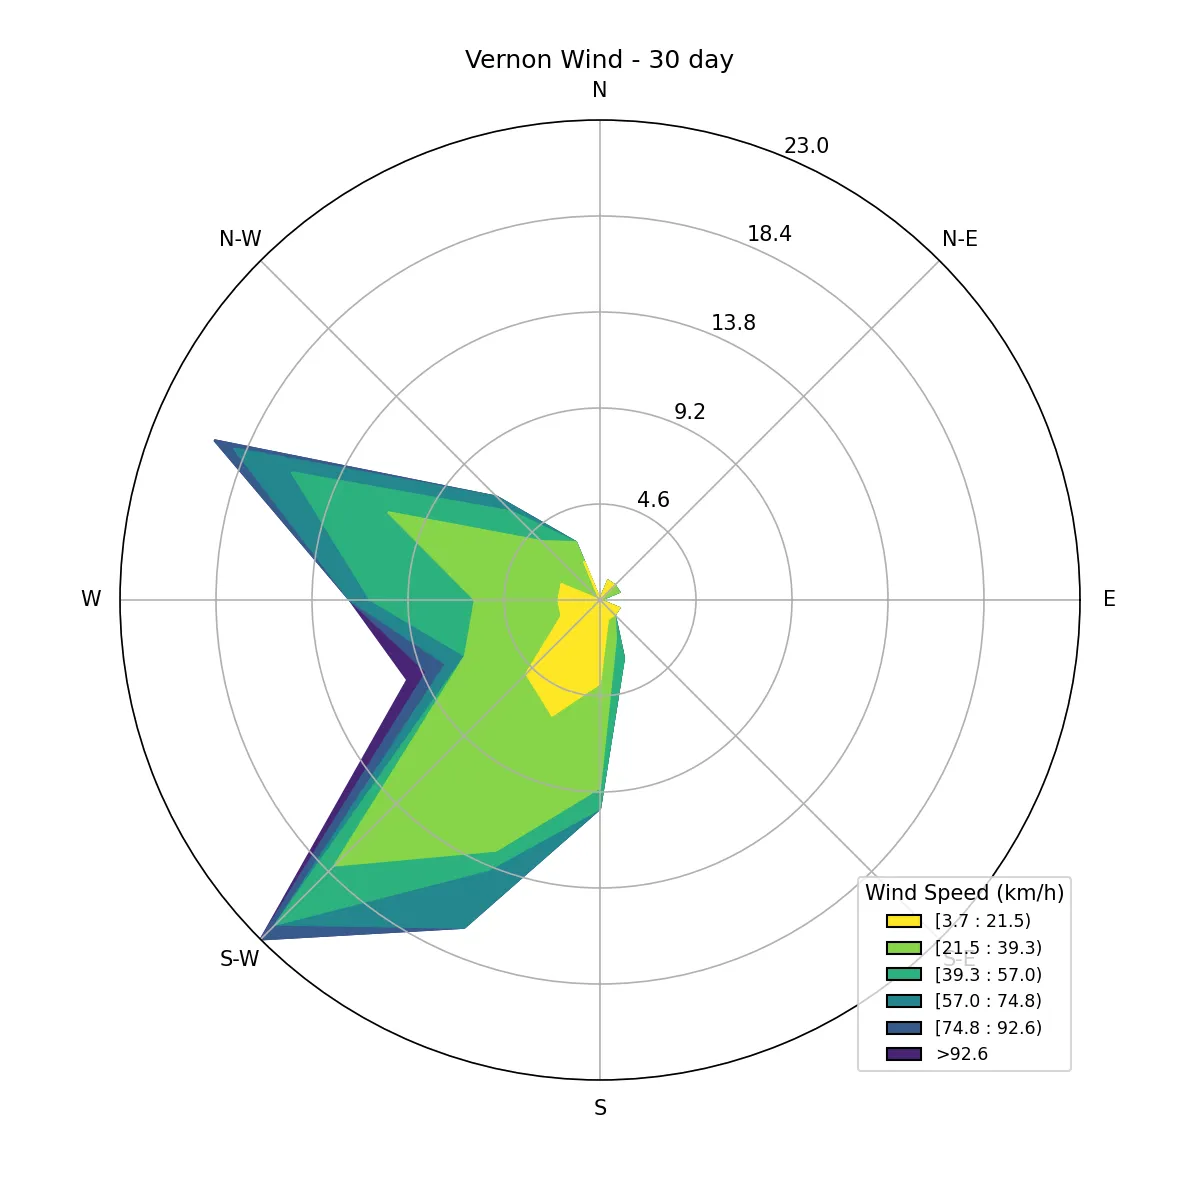 Vernon Wind - 30 day
N
23.0
N-W
N-E
18.4
13.8
9.2
4.6
W
E
S-W
S-E
S
Wind Speed (km/h)
[3.7 : 21.5)
[21.5 : 39.3)
[39.3 : 57.0)
[57.0 : 74.8)
[74.8 : 92.6)
>92.6